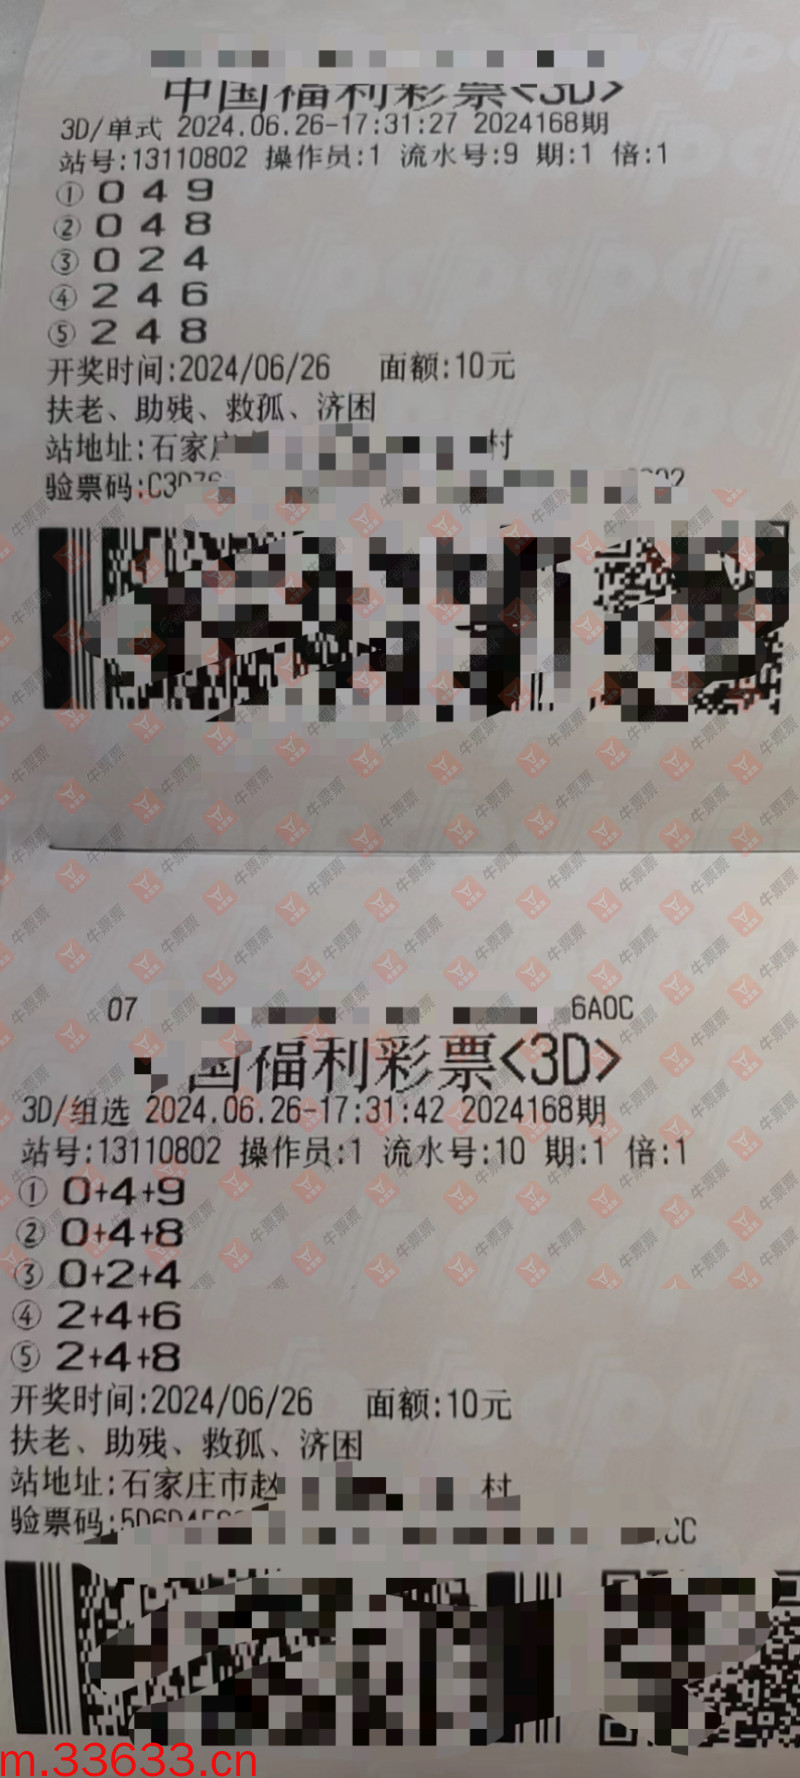 中国福利彩票<3D>
3D/单式 2024.06.26-17:31:27 2024168期
站号:13110802 操作员:1 流水号:9 期:1 倍:1
① 0 4 9
② 0 4 8
③ 0 2 4
④ 2 4 6
⑤ 2 4 8
开奖时间:2024/06/26 面额:10元
扶老、助残、救孤、济困
站地址:石家庄 村
验票码:C3D76
07 6A0C
国福利彩票<3D>
3D/组选 2024.06.26-17:31:42 2024168期
站号:13110802 操作员:1 流水号:10 期:1 倍:1
① 0+4+9
② 0+4+8
③ 0+2+4
④ 2+4+6
⑤ 2+4+8
开奖时间:2024/06/26 面额:10元
扶老、助残、救孤、济困
站地址:石家庄市赵 村
验票码:5D6D4 CC
牛票票
m.33633.cn